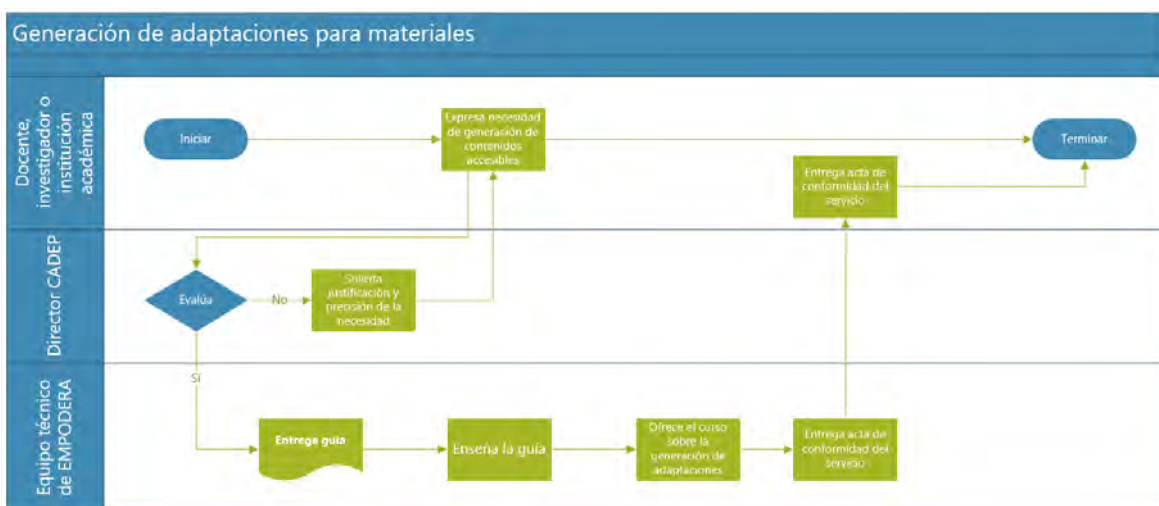 Generación de adaptaciones para materiales
Docente,
investigador o
institución
académica
Iniciar
Expresa necesidad
de generación de
contenidos
accesibles
Terminar
Entrega acta de
conformidad del
servicio
Director CADEP
Evalúa
No
Solicita
justificación y
precisión de la
necesidad
Sí
Equipo técnico
de EMPODERA
Entrega guía
Enseña la guía
Ofrece el curso
sobre la
generación de
adaptaciones
Entrega acta de
conformidad del
servicio